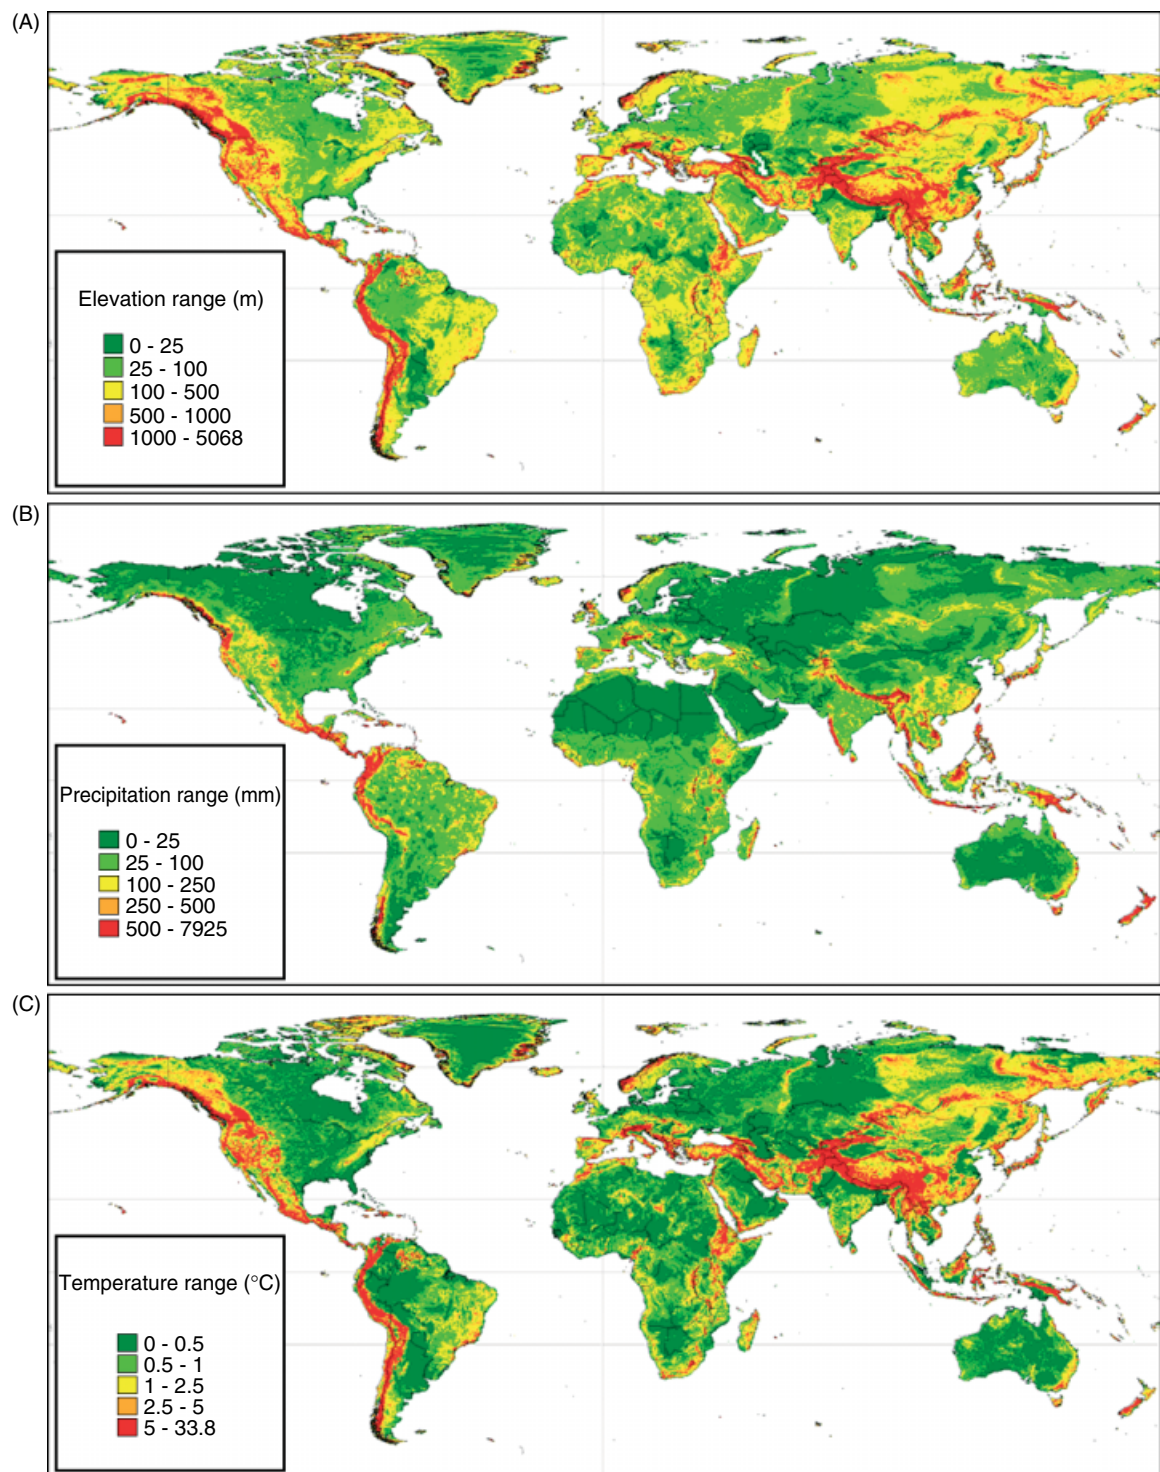 (A)
Elevation range (m)
0 - 25
25 - 100
100 - 500
500 - 1000
1000 - 5068
(B)
Precipitation range (mm)
0 - 25
25 - 100
100 - 250
250 - 500
500 - 7925
(C)
Temperature range (°C)
0 - 0.5
0.5 - 1
1 - 2.5
2.5 - 5
5 - 33.8